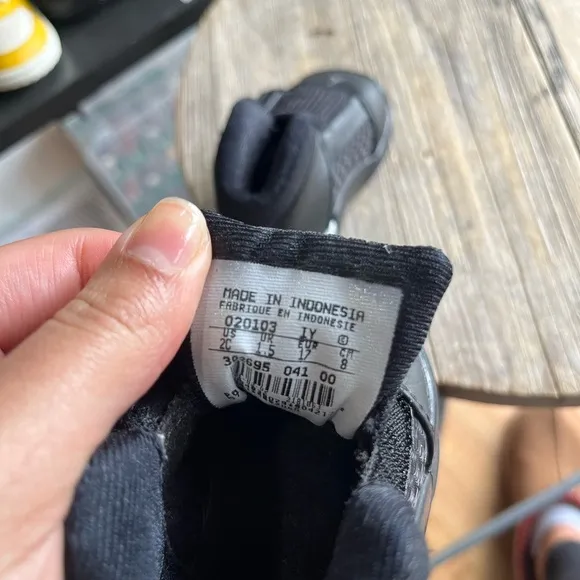 MADE IN INDONESIA
FABRIQUE EN INDONESIE
020103 IY
US UK EUR CM
2C 1.5 17 8
041 00